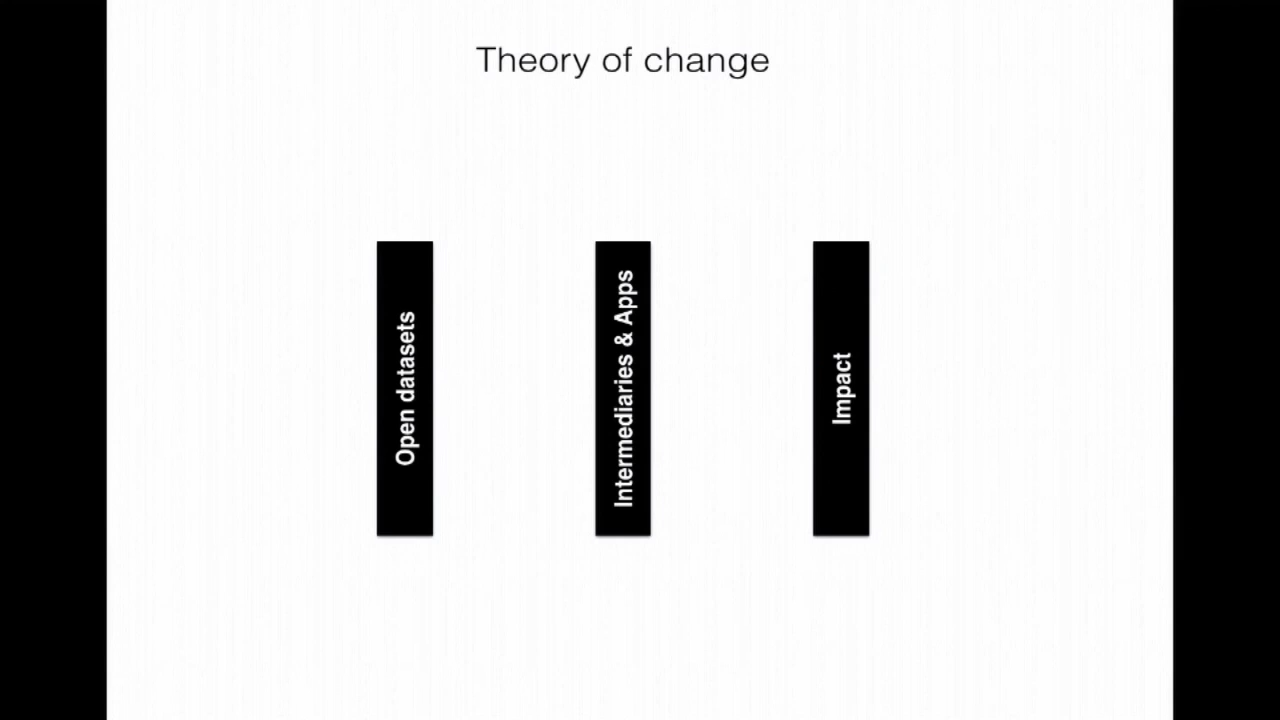 Theory of change
Open datasets
Intermediaries & Apps
Impact